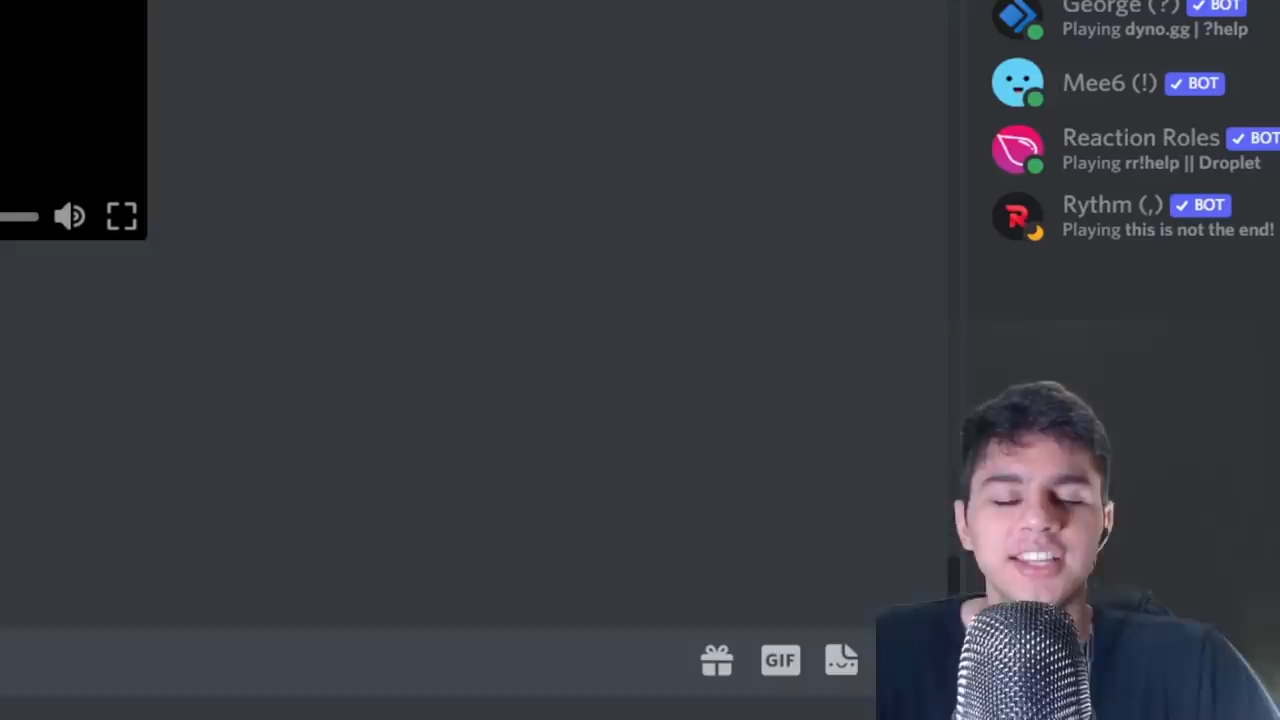 George (?) ✓ BOT
Playing dyno.gg | ?help
Mee6 (!) ✓ BOT
Reaction Roles ✓ BOT
Playing rr!help || Droplet
Rythm (,) ✓ BOT
Playing this is not the end!
GIF